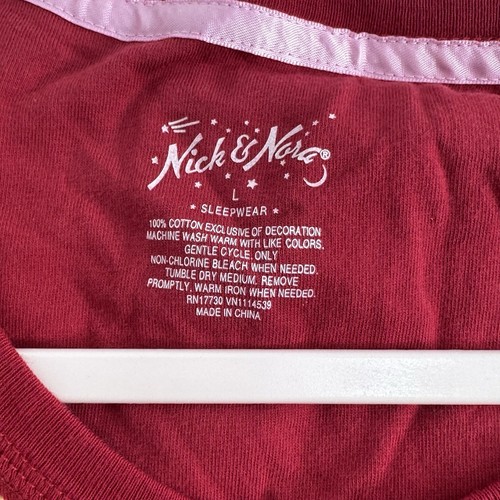 Nick & Nora®
L
SLEEPWEAR
100% COTTON EXCLUSIVE OF DECORATION
MACHINE WASH WARM WITH LIKE COLORS.
GENTLE CYCLE. ONLY
NON-CHLORINE BLEACH WHEN NEEDED.
TUMBLE DRY MEDIUM. REMOVE
PROMPTLY. WARM IRON WHEN NEEDED.
RN17730 VN1114539
MADE IN CHINA